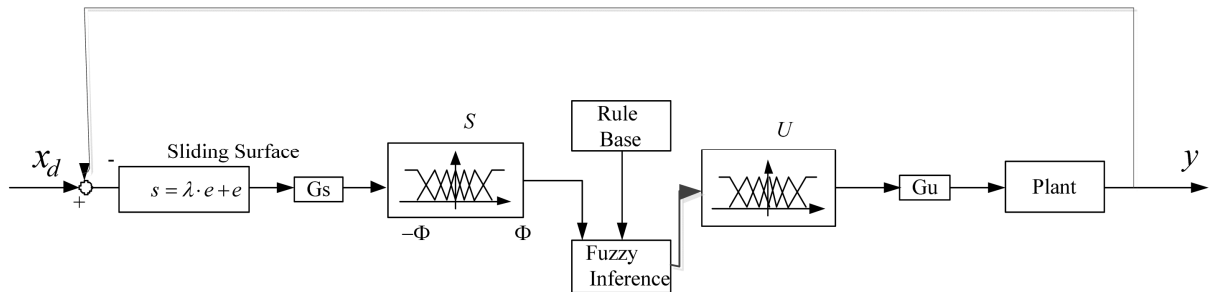 x_d
+
-
Sliding Surface
s = λ · e + e
Gs
S
−Φ
Φ
Rule
Base
Fuzzy
Inference
U
Gu
Plant
y